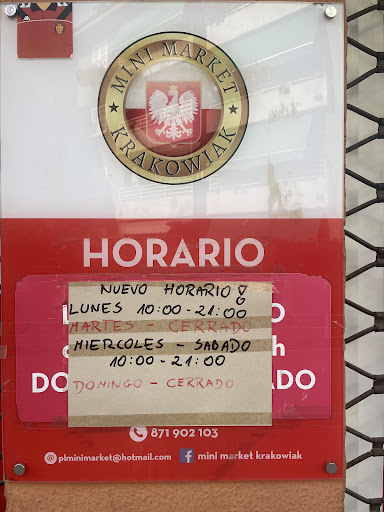 MINI MARKET
KRAKOWIAK
HORARIO
NUEVO HORARIO!
LUNES 10:00-21:00
MARTES - CERRADO
MIERCOLES - SABADO
10:00-21:00
DOMINGO - CERRADO
871 902 103
plminimarket@hotmail.com mini market krakowiak